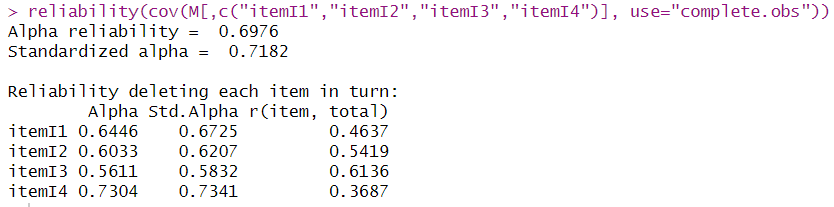 > reliability(cov(M[,c("itemI1","itemI2","itemI3","itemI4")], use="complete.obs"))
Alpha reliability =  0.6976
Standardized alpha =  0.7182

Reliability deleting each item in turn:
       Alpha Std.Alpha r(item, total)
itemI1 0.6446    0.6725         0.4637
itemI2 0.6033    0.6207         0.5419
itemI3 0.5611    0.5832         0.6136
itemI4 0.7304    0.7341         0.3687